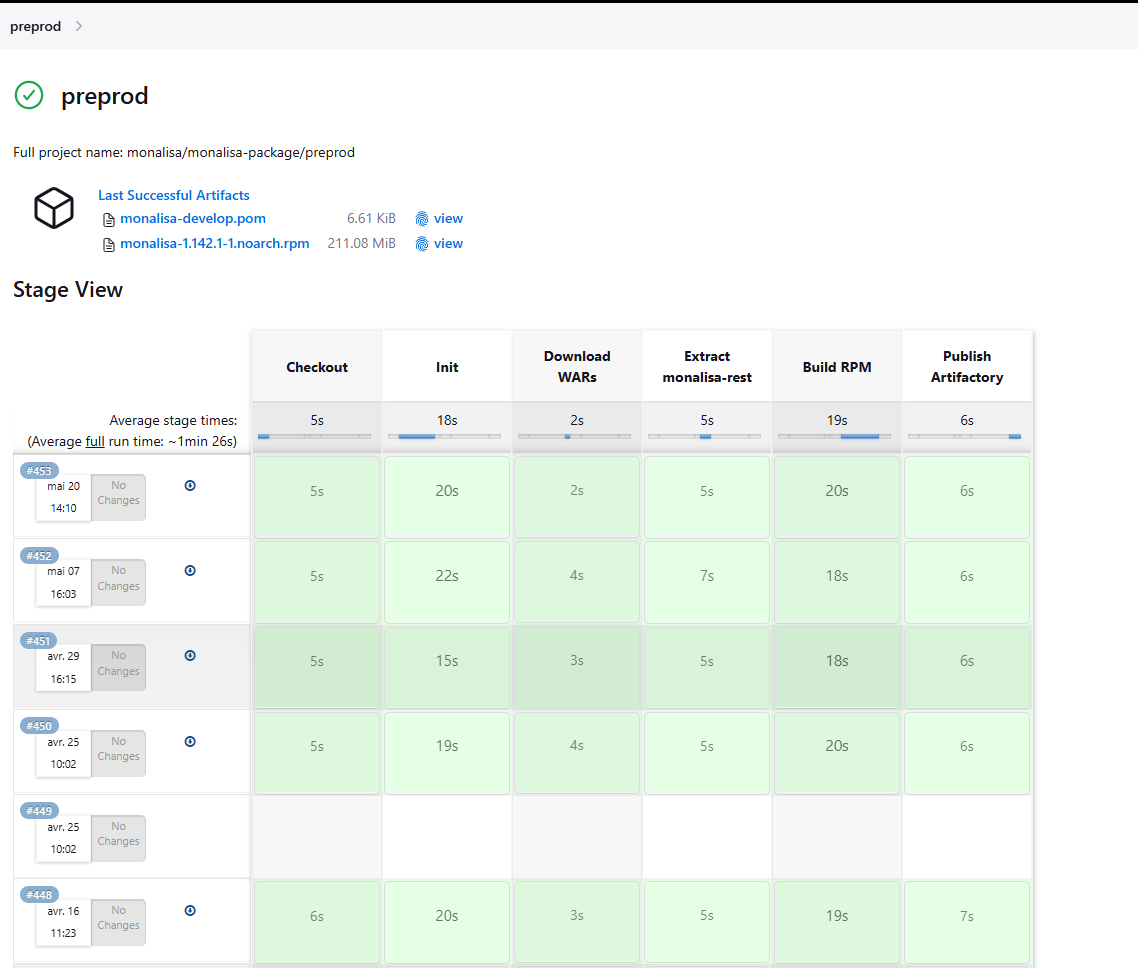 preprod
preprod
Full project name: monalisa/monalisa-package/preprod
Last Successful Artifacts
monalisa-develop.pom 6.61 KiB view
monalisa-1.142.1-1.noarch.rpm 211.08 MiB view
Stage View
Checkout Init Download WARs Extract monalisa-rest Build RPM Publish Artifactory
Average stage times: 5s 18s 2s 5s 19s 6s
(Average full run time: ~1min 26s)
#453
mai 20 14:10 No Changes 5s 20s 2s 5s 20s 6s
#452
mai 07 16:03 No Changes 5s 22s 4s 7s 18s 6s
#451
avr. 29 16:15 No Changes 5s 15s 3s 5s 18s 6s
#450
avr. 25 10:02 No Changes 5s 19s 4s 5s 20s 6s
#449
avr. 25 10:02 No Changes
#448
avr. 16 11:23 No Changes 6s 20s 3s 5s 19s 7s